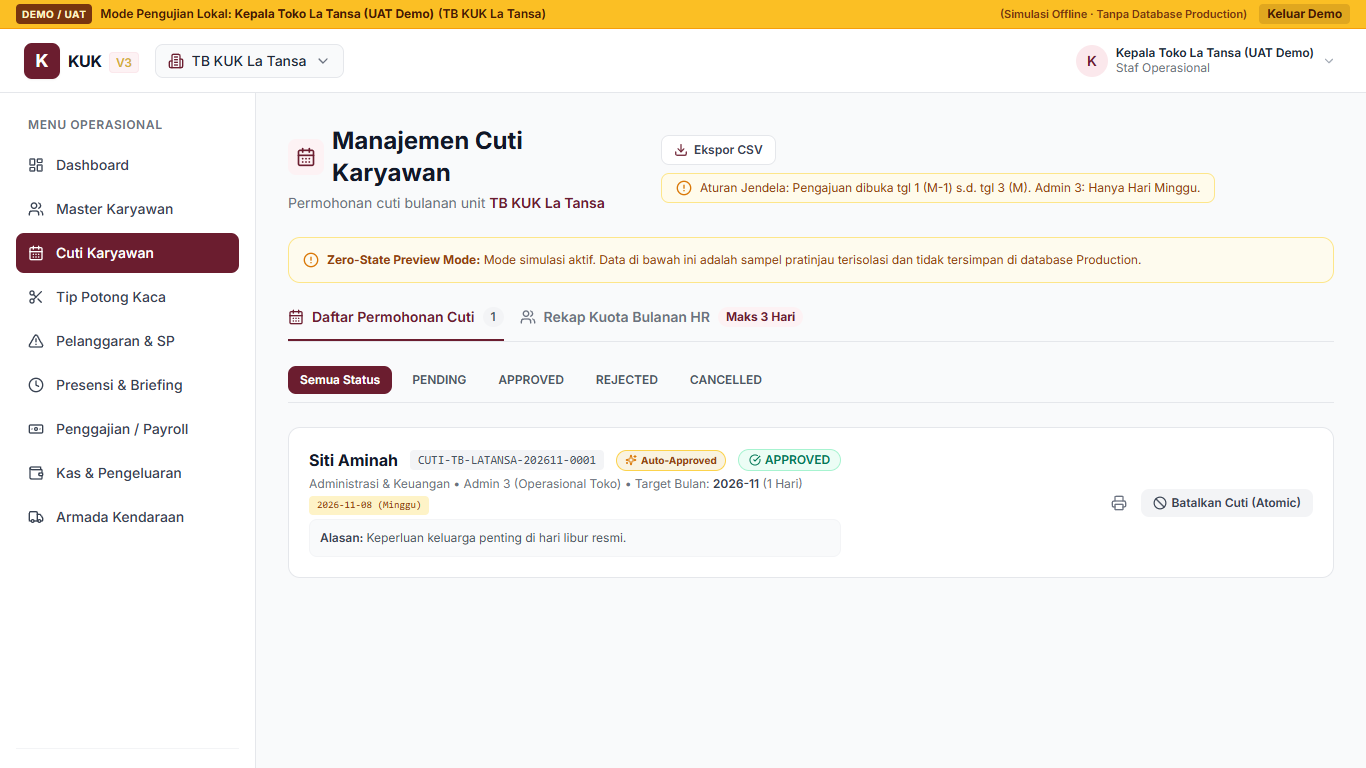 DEMO / UAT Mode Pengujian Lokal: Kepala Toko La Tansa (UAT Demo) (TB KUK La Tansa) (Simulasi Offline · Tanpa Database Production) Keluar Demo
K KUK V3 TB KUK La Tansa
K Kepala Toko La Tansa (UAT Demo)
Staf Operasional
MENU OPERASIONAL
Dashboard
Master Karyawan
Cuti Karyawan
Tip Potong Kaca
Pelanggaran & SP
Presensi & Briefing
Penggajian / Payroll
Kas & Pengeluaran
Armada Kendaraan
Manajemen Cuti
Karyawan
Permohonan cuti bulanan unit TB KUK La Tansa
Ekspor CSV
Aturan Jendela: Pengajuan dibuka tgl 1 (M-1) s.d. tgl 3 (M). Admin 3: Hanya Hari Minggu.
Zero-State Preview Mode: Mode simulasi aktif. Data di bawah ini adalah sampel pratinjau terisolasi dan tidak tersimpan di database Production.
Daftar Permohonan Cuti 1 Rekap Kuota Bulanan HR Maks 3 Hari
Semua Status PENDING APPROVED REJECTED CANCELLED
Siti Aminah CUTI-TB-LATANSA-202611-0001 Auto-Approved APPROVED
Administrasi & Keuangan • Admin 3 (Operasional Toko) • Target Bulan: 2026-11 (1 Hari)
2026-11-08 (Minggu)
Alasan: Keperluan keluarga penting di hari libur resmi.
Batalkan Cuti (Atomic)